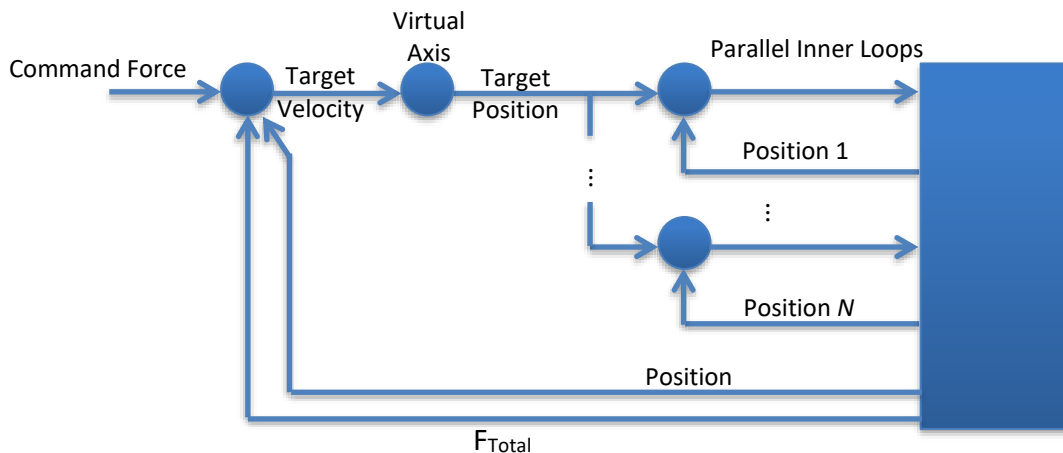 Virtual
Axis
Parallel Inner Loops
Command Force
Target
Velocity
Target
Position
Position 1
...
...
Position N
Position
FTotal